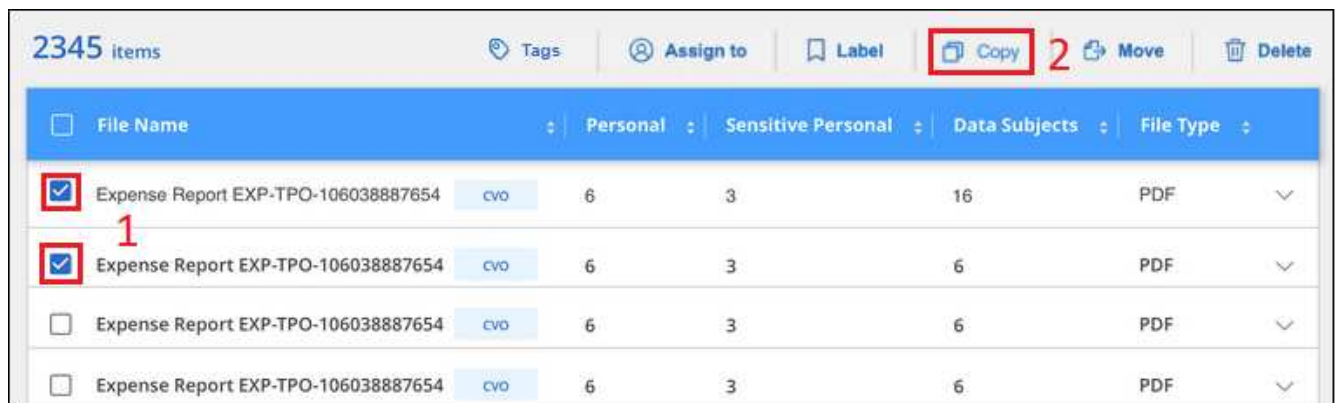 2345 items Tags Assign to Label Copy 2 Move Delete
File Name Personal Sensitive Personal Data Subjects File Type
Expense Report EXP-TPO-106038887654 CVO 6 3 16 PDF
1
Expense Report EXP-TPO-106038887654 CVO 6 3 6 PDF
Expense Report EXP-TPO-106038887654 CVO 6 3 6 PDF
Expense Report EXP-TPO-106038887654 CVO 6 3 6 PDF